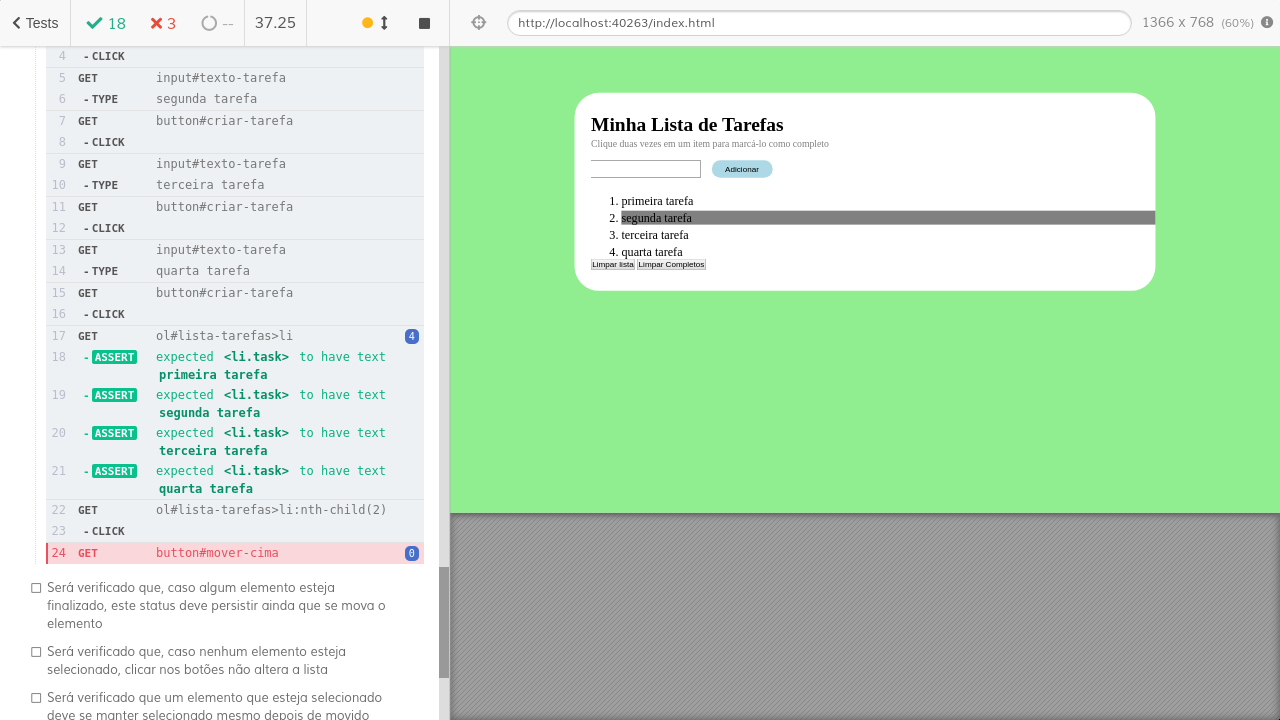 Tests 18 3 -- 37.25
4 - CLICK
5 GET input#texto-tarefa
6 - TYPE segunda tarefa
7 GET button#criar-tarefa
8 - CLICK
9 GET input#texto-tarefa
10 - TYPE terceira tarefa
11 GET button#criar-tarefa
12 - CLICK
13 GET input#texto-tarefa
14 - TYPE quarta tarefa
15 GET button#criar-tarefa
16 - CLICK
17 GET ol#lista-tarefas>li 4
18 - ASSERT expected <li.task> to have text
primeira tarefa
19 - ASSERT expected <li.task> to have text
segunda tarefa
20 - ASSERT expected <li.task> to have text
terceira tarefa
21 - ASSERT expected <li.task> to have text
quarta tarefa
22 GET ol#lista-tarefas>li:nth-child(2)
23 - CLICK
24 GET button#mover-cima 0
Será verificado que, caso algum elemento esteja
finalizado, este status deve persistir ainda que se mova o
elemento
Será verificado que, caso nenhum elemento esteja
selecionado, clicar nos botões não altera a lista
Será verificado que um elemento que esteja selecionado
deve se manter selecionado mesmo depois de movido
http://localhost:40263/index.html 1366 x 768 (60%)
Minha Lista de Tarefas
Clique duas vezes em um item para marcá-lo como completo
Adicionar
1. primeira tarefa
2. segunda tarefa
3. terceira tarefa
4. quarta tarefa
Limpar lista Limpar Completos